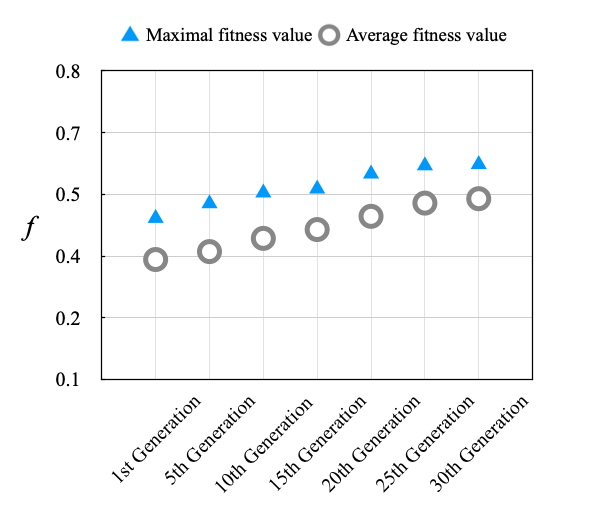 Maximal fitness value Average fitness value
0.8
0.7
0.5
f
0.4
0.2
0.1
1st Generation
5th Generation
10th Generation
15th Generation
20th Generation
25th Generation
30th Generation